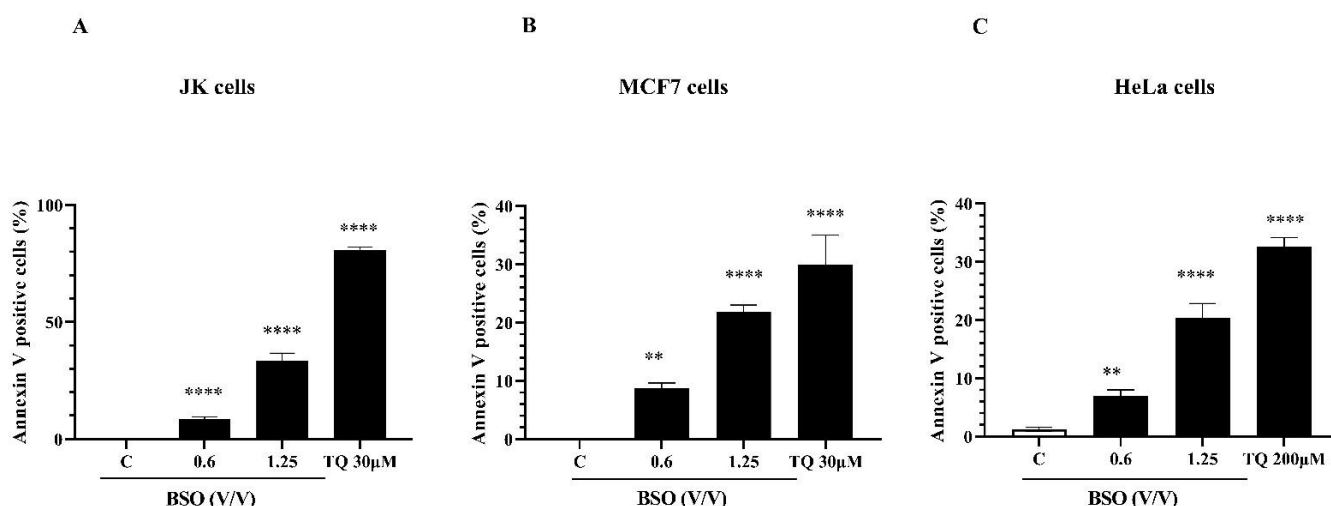 A
JK cells
Annexin V positive cells (%)
100
50
0
****
****
****
C 0.6 1.25 TQ 30μM
BSO (V/V)
B
MCF7 cells
Annexin V positive cells (%)
40
30
20
10
0
**
****
****
C 0.6 1.25 TQ 30μM
BSO (V/V)
C
HeLa cells
Annexin V positive cells (%)
40
30
20
10
0
**
****
****
C 0.6 1.25 TQ 200μM
BSO (V/V)